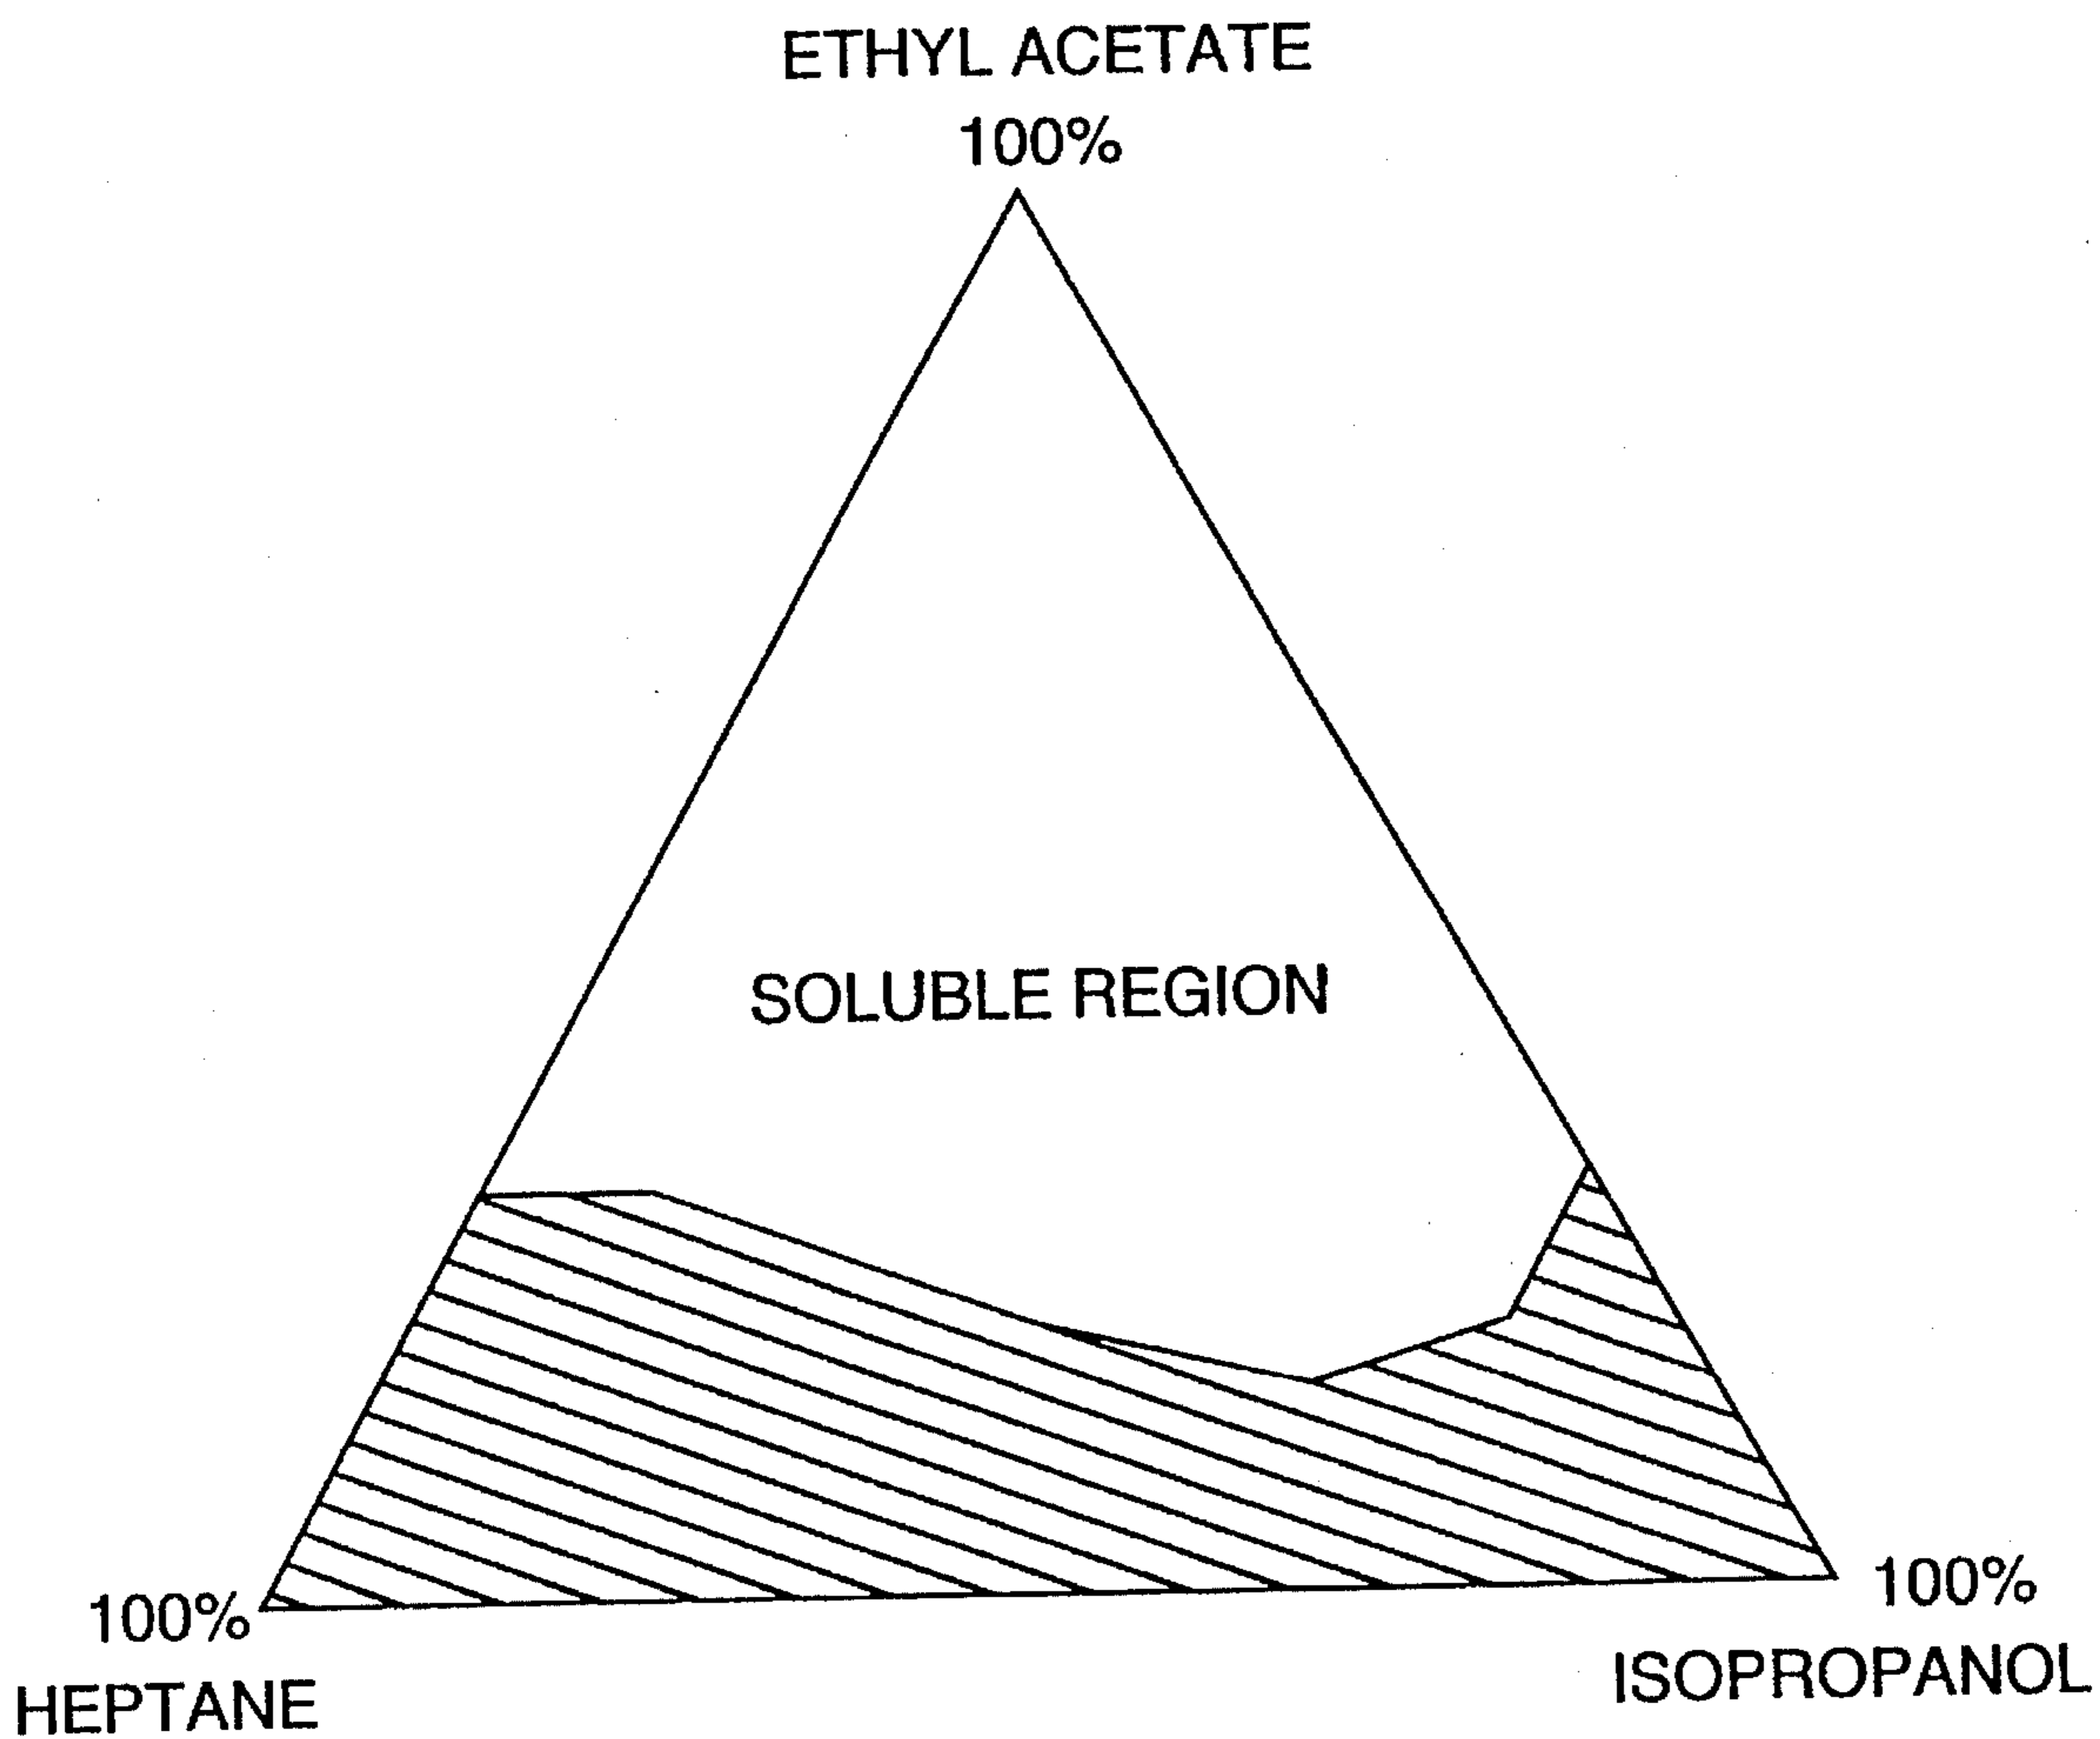 ETHYL ACETATE
100%
SOLUBLE REGION
100%
HEPTANE
100%
ISOPROPANOL